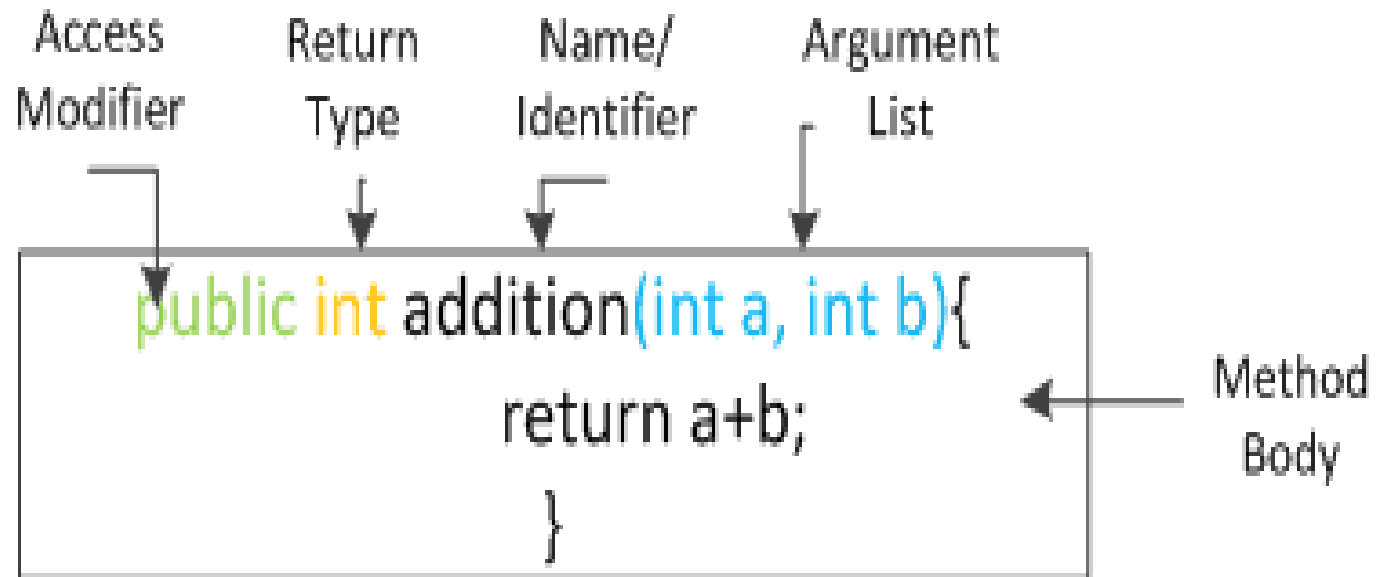 Access
Modifier
Return
Type
Name/
Identifier
Argument
List
public int addition(int a, int b){
return a+b;
}
Method
Body